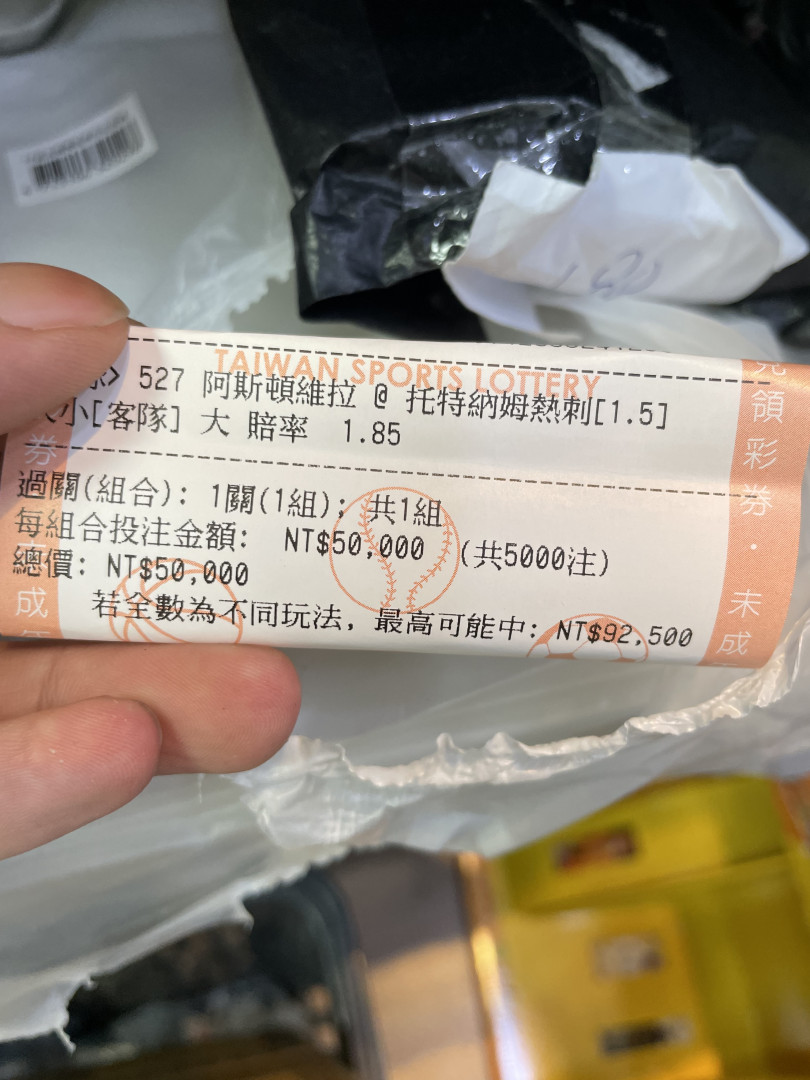 TAIWAN SPORTS LOTTERY
> 527 阿斯頓維拉 @ 托特納姆熱刺[1.5]
小[客隊] 大 賠率 1.85
過關(組合): 1關(1組); 共1組
每組合投注金額: NT$50,000 (共5000注)
總價: NT$50,000
若全數為不同玩法, 最高可能中: NT$92,500
券
成
領彩券・未成